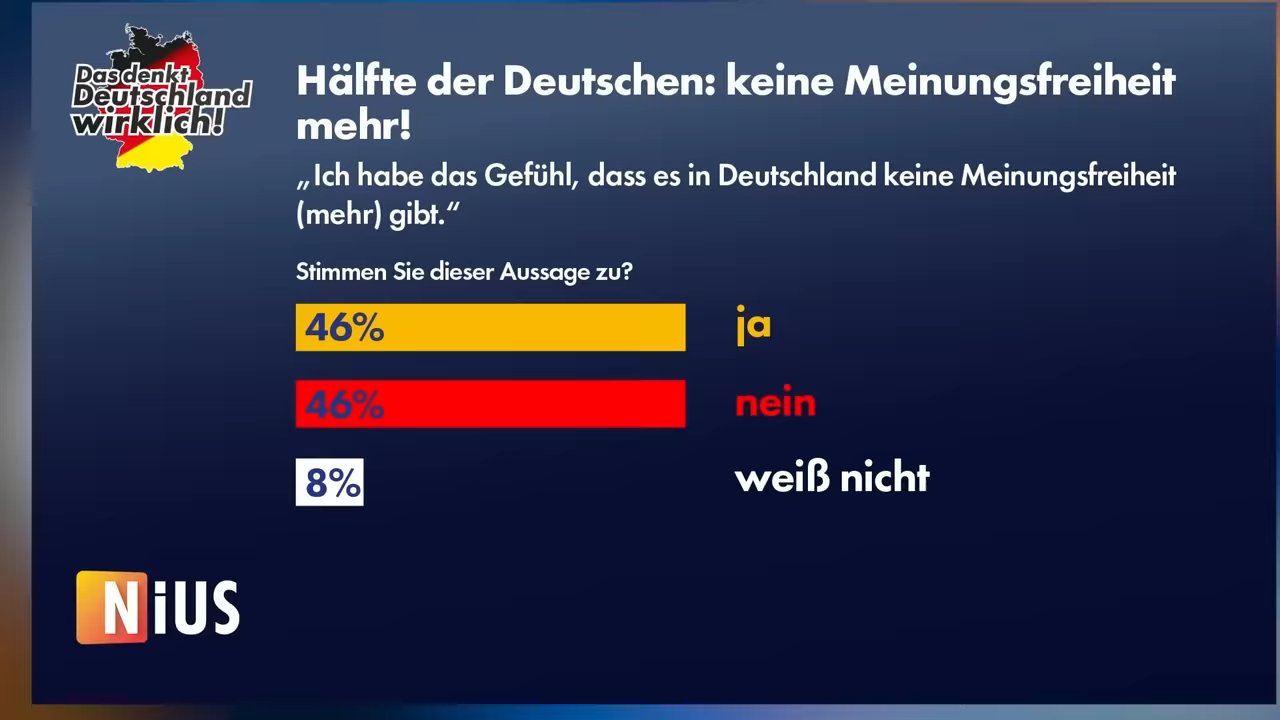 Das denkt
Deutschland
wirklich!
Hälfte der Deutschen: keine Meinungsfreiheit
mehr!
„Ich habe das Gefühl, dass es in Deutschland keine Meinungsfreiheit
(mehr) gibt.“
Stimmen Sie dieser Aussage zu?
46% ja
46% nein
8% weiß nicht
NiUS